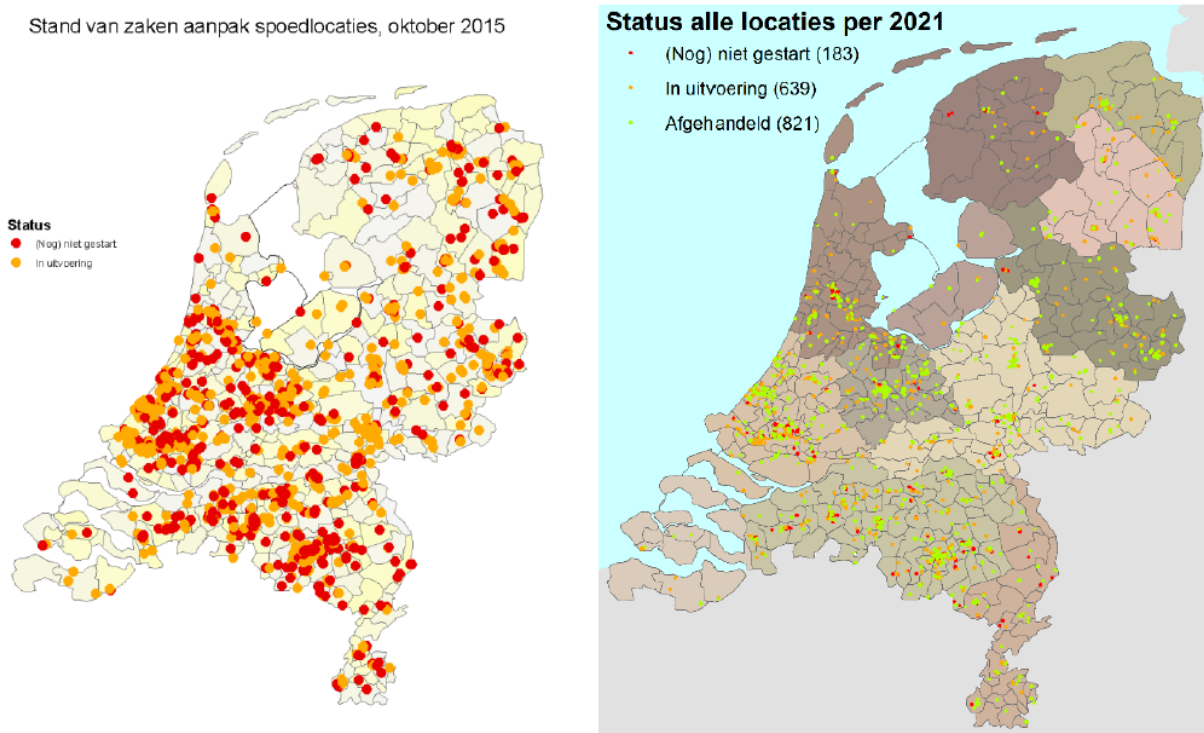 Stand van zaken aanpak spoedlocaties, oktober 2015
Status
(Nog) niet gestart
In uitvoering
Status alle locaties per 2021
(Nog) niet gestart (183)
In uitvoering (639)
Afgehandeld (821)